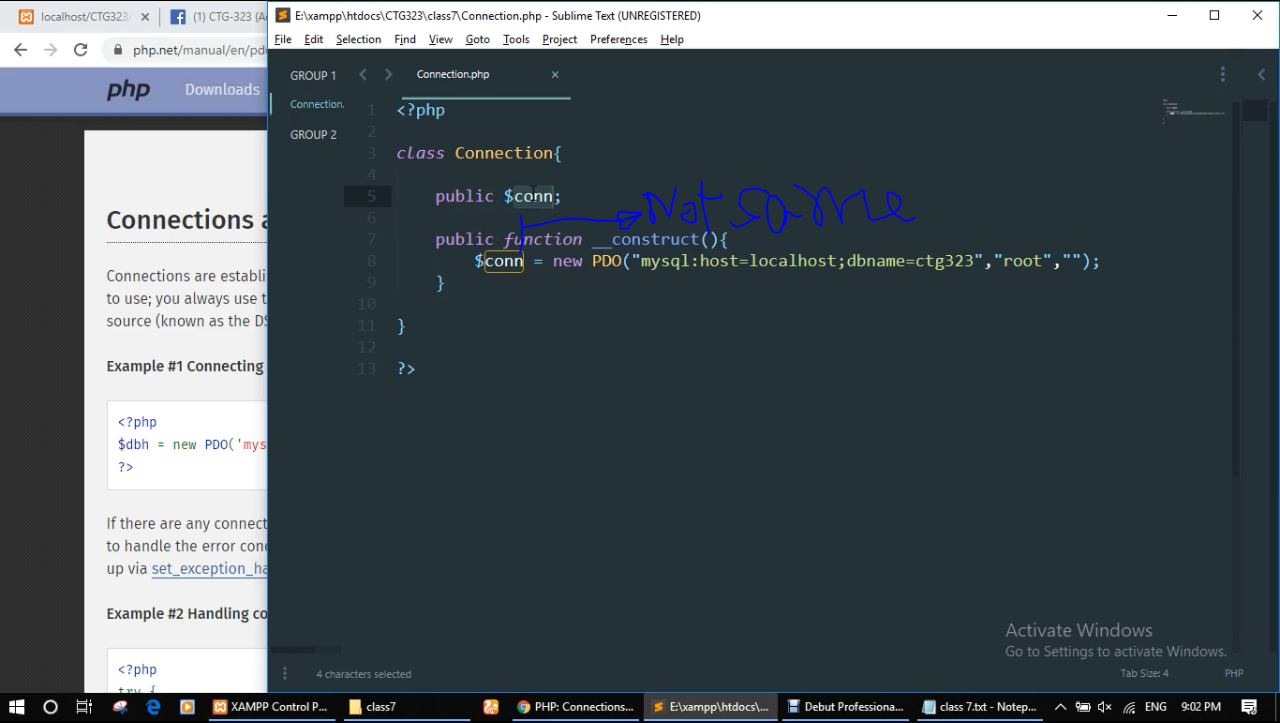 localhost/CTG323/
(1) CTG-323 (A
E:\xampp\htdocs\CTG323\class7\Connection.php - Sublime Text (UNREGISTERED)
File Edit Selection Find View Goto Tools Project Preferences Help
php.net/manual/en/pdo
php Downloads
GROUP 1
Connection.
GROUP 2
Connection.php
1 <?php
2
3 class Connection{
4
5 public $conn;
6
7 public function __construct(){
8 $conn = new PDO("mysql:host=localhost;dbname=ctg323","root","");
9 }
10
11 }
12
13 ?>
Not same
Connections a
Connections are establi
to use; you always use t
source (known as the DS
Example #1 Connecting
<?php
$dbh = new PDO('mys
?>
If there are any connect
to handle the error cond
up via set_exception_ha
Example #2 Handling co
<?php
try {
Activate Windows
Go to Settings to activate Windows.
4 characters selected
Tab Size: 4 PHP
XAMPP Control P...
class7
PHP: Connections...
E:\xampp\htdocs\...
Debut Professiona...
class 7.txt - Notep...
ENG 9:02 PM